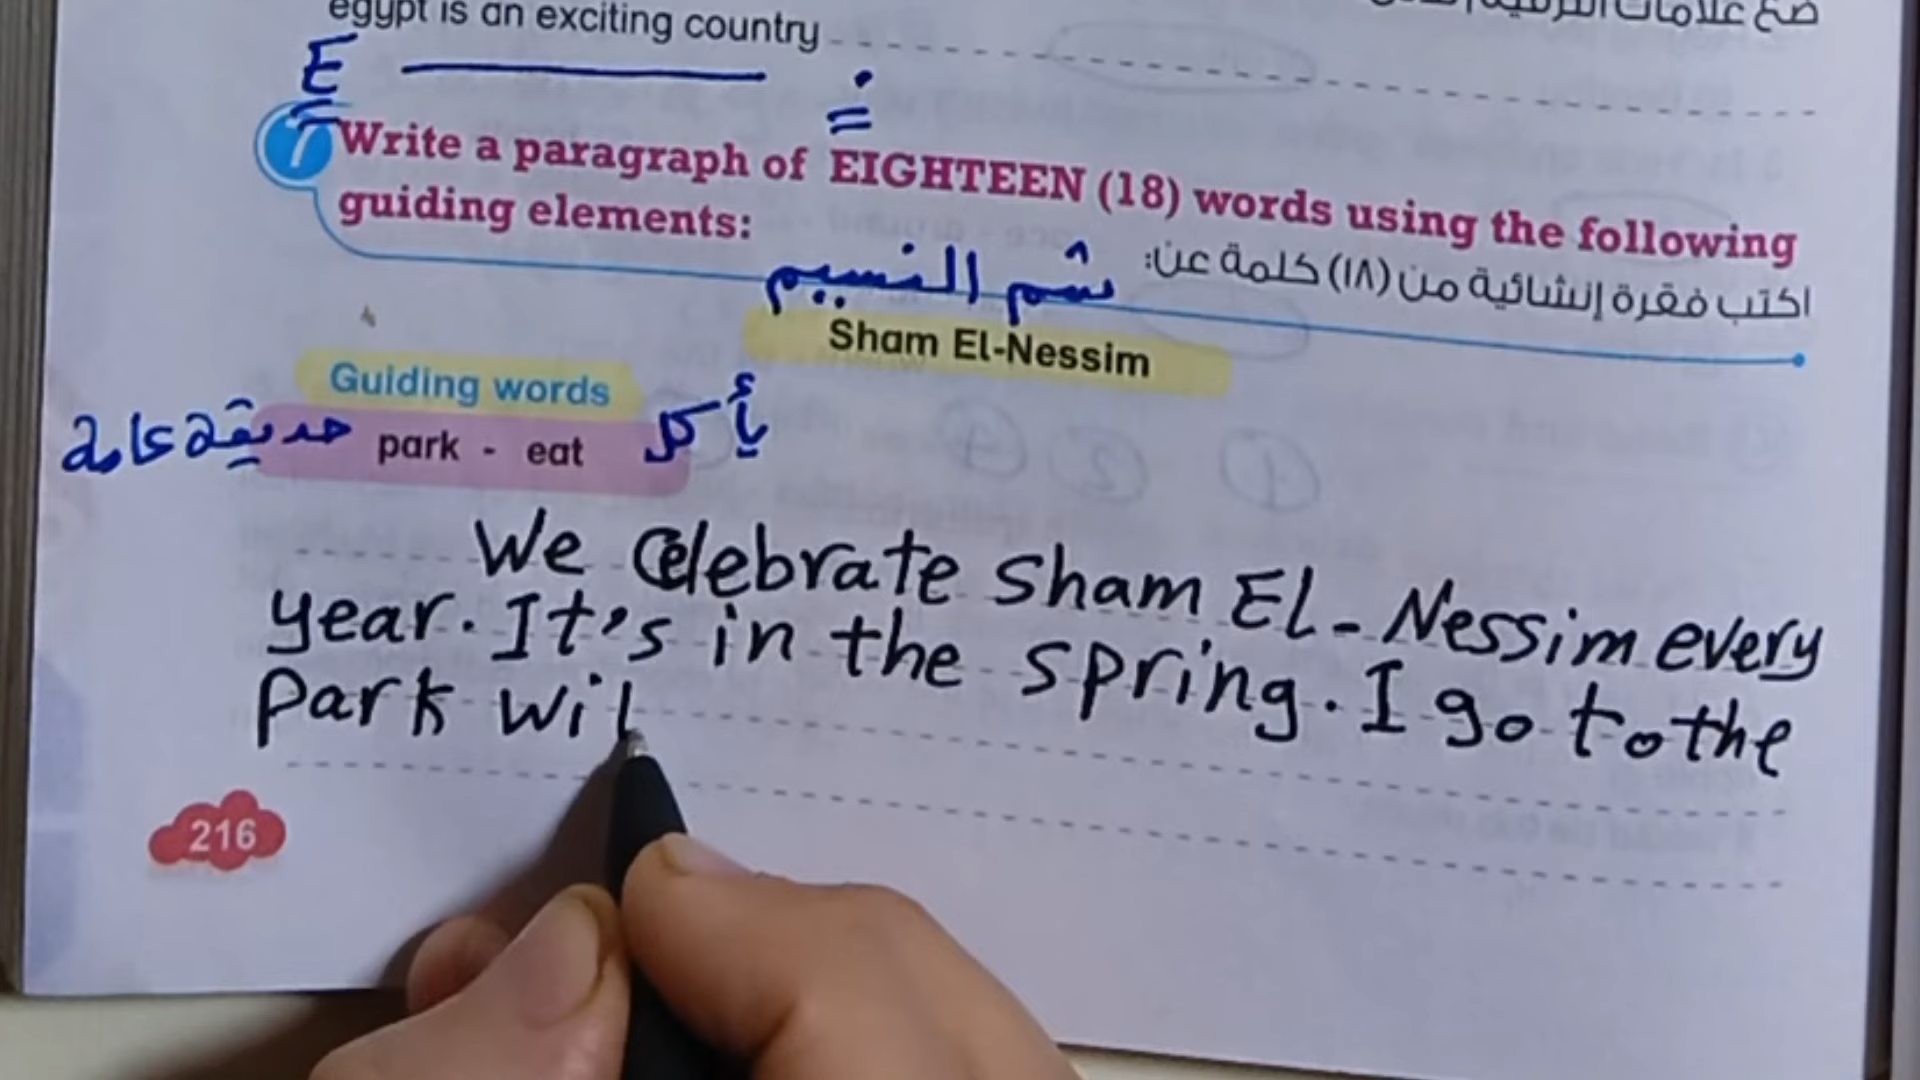 egypt is an exciting country
E .
7 Write a paragraph of EIGHTEEN (18) words using the following
guiding elements:
اكتب فقرة إنشائية من (١٨) كلمة عن:
شم النسيم
Sham El-Nessim
Guiding words
حديقة عامة park - eat يأكل
We celebrate Sham El-Nessim every
year. It's in the spring. I go to the
Park wil
216